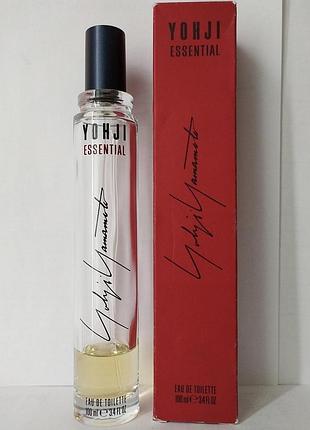 YOHJI
ESSENTIAL
Yohji Yamamoto
EAU DE TOILETTE
100 ml ℮ 3.4 FL OZ
YOHJI
ESSENTIAL
Yohji Yamamoto
EAU DE TOILETTE
100 ml ℮ 3.4 FL OZ